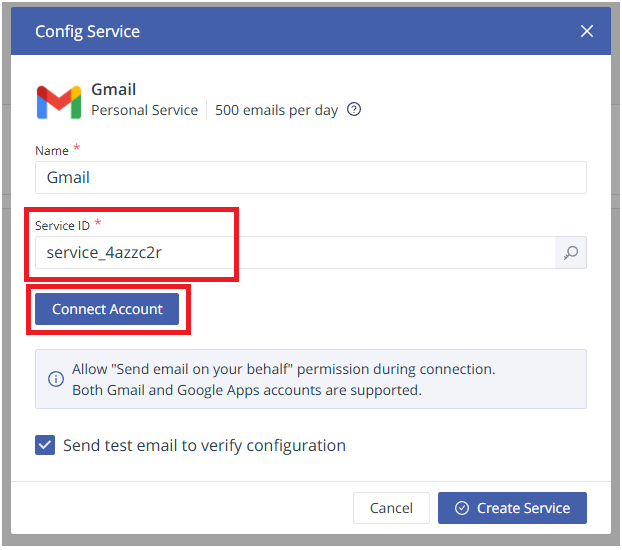 Config Service
Gmail
Personal Service 500 emails per day
Name *
Gmail
Service ID *
service_4azzc2r
Connect Account
Allow "Send email on your behalf" permission during connection.
Both Gmail and Google Apps accounts are supported.
Send test email to verify configuration
Cancel Create Service